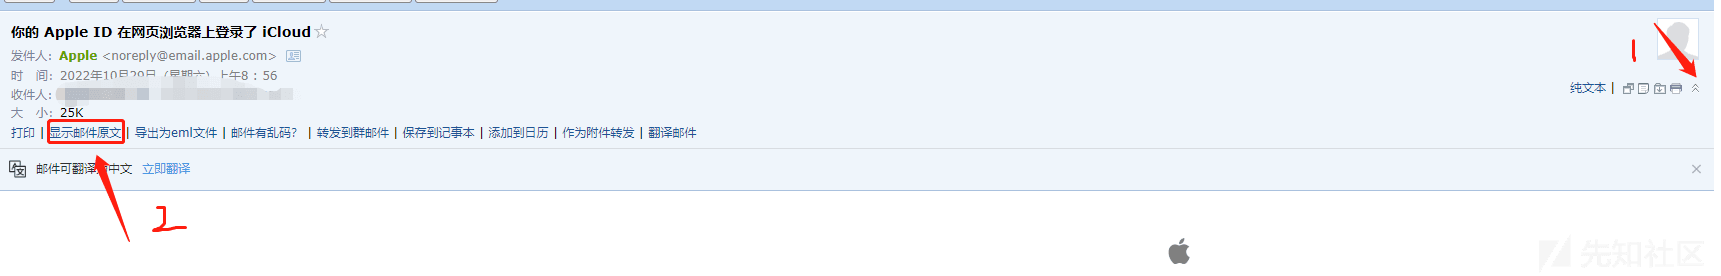 你的 Apple ID 在网页浏览器上登录了 iCloud
发件人：Apple <noreply@email.apple.com>
时 间：2022年10月29日（星期六）上午8：56
1
收件人：
纯文本 |
大 小：25K
打印 | 显示邮件原文 | 导出为eml文件 | 邮件有乱码？ | 转发到群邮件 | 保存到记事本 | 添加到日历 | 作为附件转发 | 翻译邮件
邮件可翻译为中文 立即翻译
2
先知社区